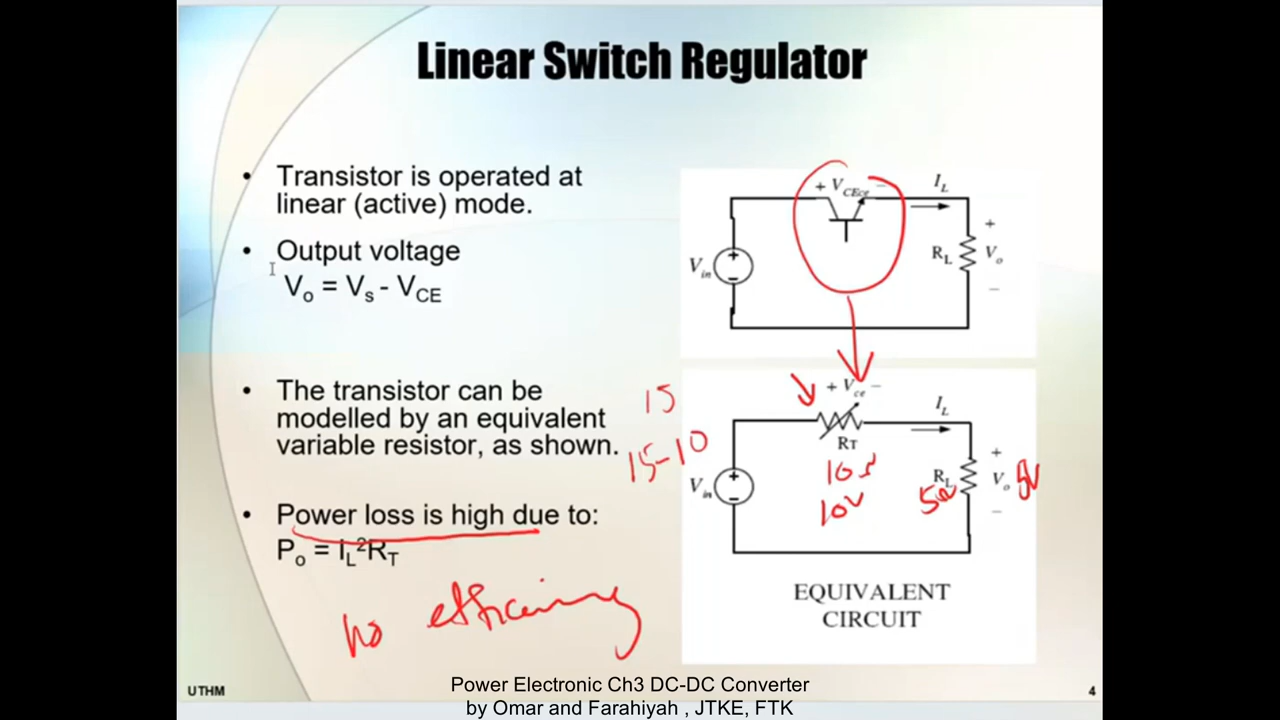 Linear Switch Regulator
• Transistor is operated at
linear (active) mode.
• Output voltage
Vo = Vs - VCE
• The transistor can be
modelled by an equivalent
variable resistor, as shown.
• Power loss is high due to:
Po = IL²RT
no
+ VCEce −
IL
Vin
+
−
RL
+
Vo
−
15
15-10
+ Vce −
IL
RT
10Ω
10V
Vin
+
−
RL
5Ω
+
Vo
−
5V
EQUIVALENT
CIRCUIT
UTHM
Power Electronic Ch3 DC-DC Converter
by Omar and Farahiyah , JTKE, FTK
4